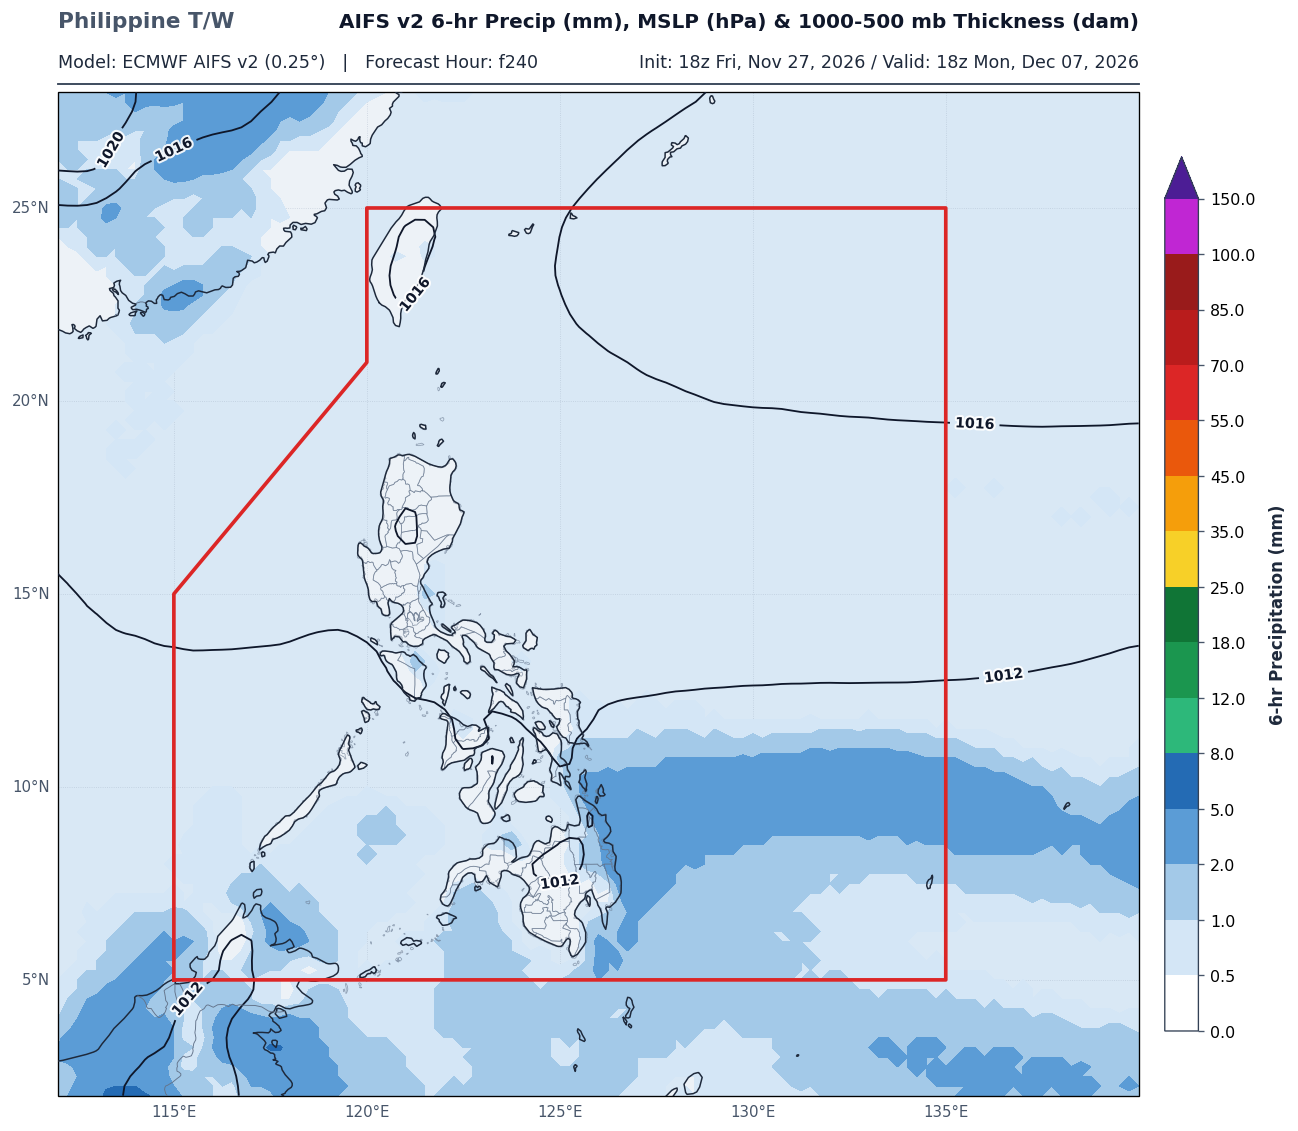 Philippine T/W
AIFS v2 6-hr Precip (mm), MSLP (hPa) & 1000-500 mb Thickness (dam)
Model: ECMWF AIFS v2 (0.25°) | Forecast Hour: f240
Init: 18z Fri, Nov 27, 2026 / Valid: 18z Mon, Dec 07, 2026
1020
1016
1016
1016
1012
1012
1012
25°N
20°N
15°N
10°N
5°N
115°E
120°E
125°E
130°E
135°E
150.0
100.0
85.0
70.0
55.0
45.0
35.0
25.0
18.0
12.0
8.0
5.0
2.0
1.0
0.5
0.0
6-hr Precipitation (mm)